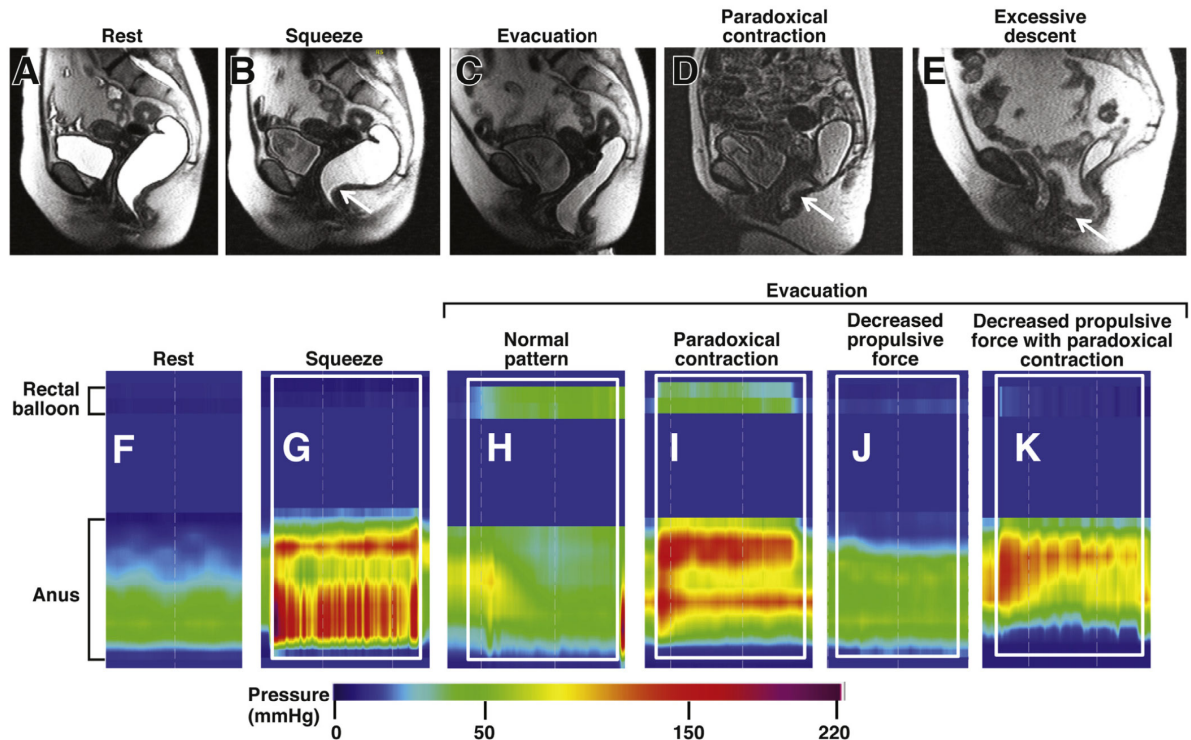 Rest
Squeeze
Evacuation
Paradoxical
contraction
Excessive
descent
A
B
C
D
E
Evacuation
Rest
Squeeze
Normal
pattern
Paradoxical
contraction
Decreased
propulsive
force
Decreased propulsive
force with paradoxical
contraction
Rectal
balloon
F
G
H
I
J
K
Anus
Pressure
(mmHg)
0
50
150
220